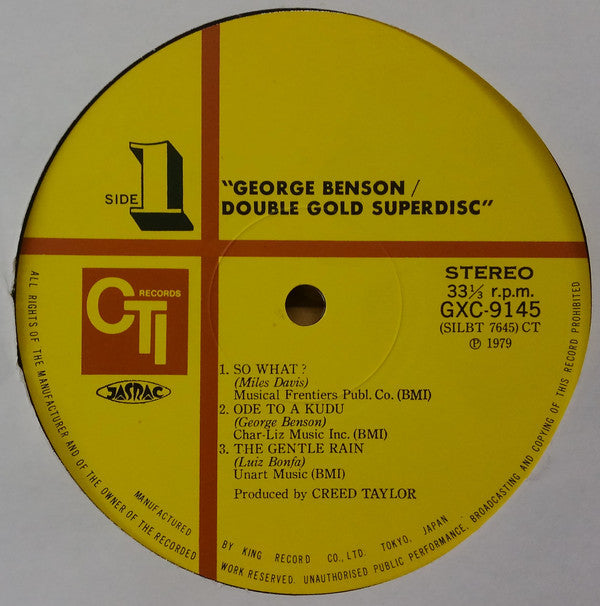 SIDE 1
"GEORGE BENSON /
DOUBLE GOLD SUPERDISC"
CTI RECORDS
JASRAC
STEREO
33⅓ r.p.m.
GXC-9145
(SILBT 7645) CT
℗ 1979
1. SO WHAT?
(Miles Davis)
Musical Frentiers Publ. Co. (BMI)
2. ODE TO A KUDU
(George Benson)
Char-Liz Music Inc. (BMI)
3. THE GENTLE RAIN
(Luiz Bonfa)
Unart Music (BMI)
Produced by CREED TAYLOR
MANUFACTURED BY KING RECORD CO., LTD. TOKYO, JAPAN
ALL RIGHTS OF THE MANUFACTURER AND OF THE OWNER OF THE RECORDED WORK RESERVED. UNAUTHORISED PUBLIC PERFORMANCE, BROADCASTING AND COPYING OF THIS RECORD PROHIBITED